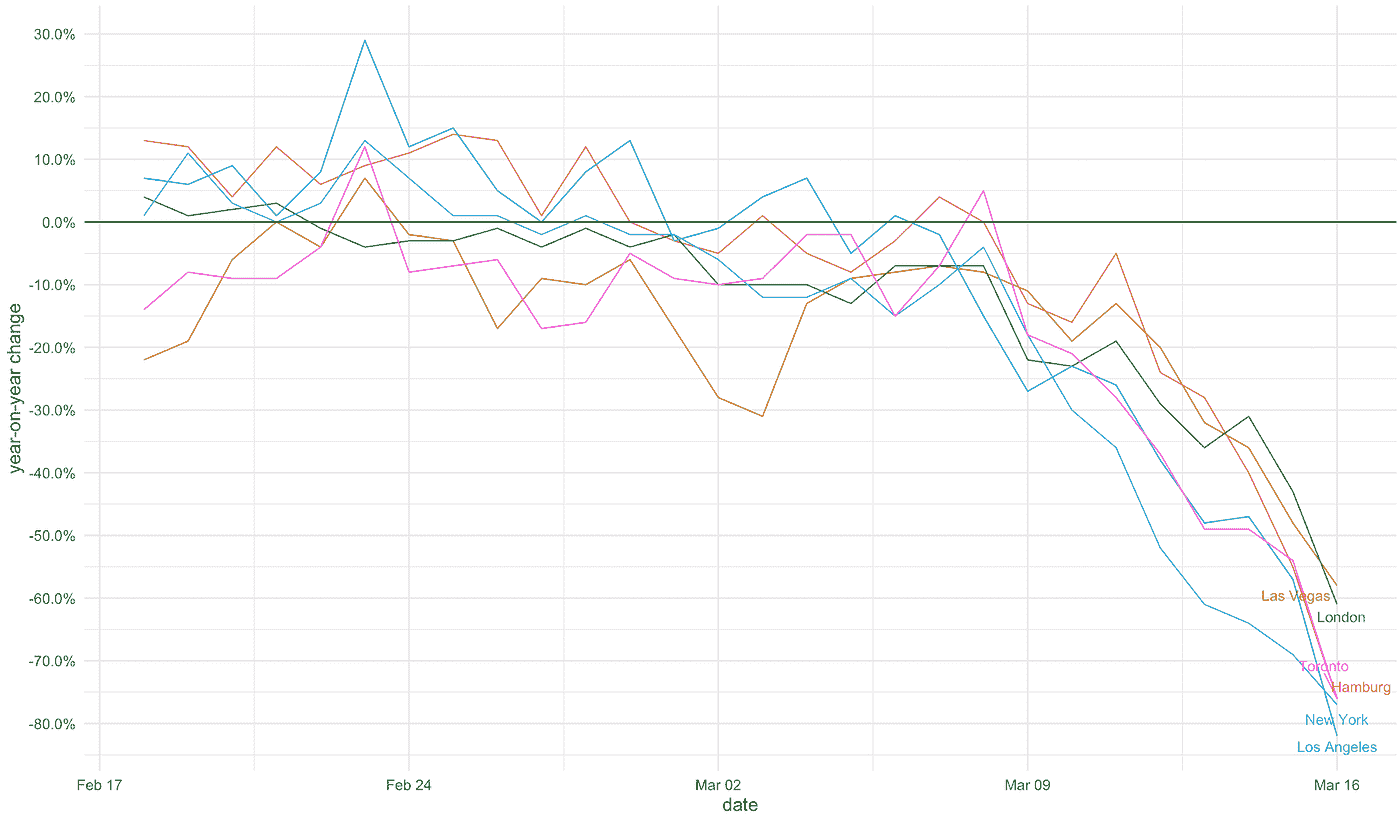 30.0%
20.0%
10.0%
0.0%
-10.0%
-20.0%
-30.0%
-40.0%
-50.0%
-60.0%
-70.0%
-80.0%
year-on-year change
Las Vegas
London
Toronto
Hamburg
New York
Los Angeles
Feb 17
Feb 24
Mar 02
Mar 09
Mar 16
date